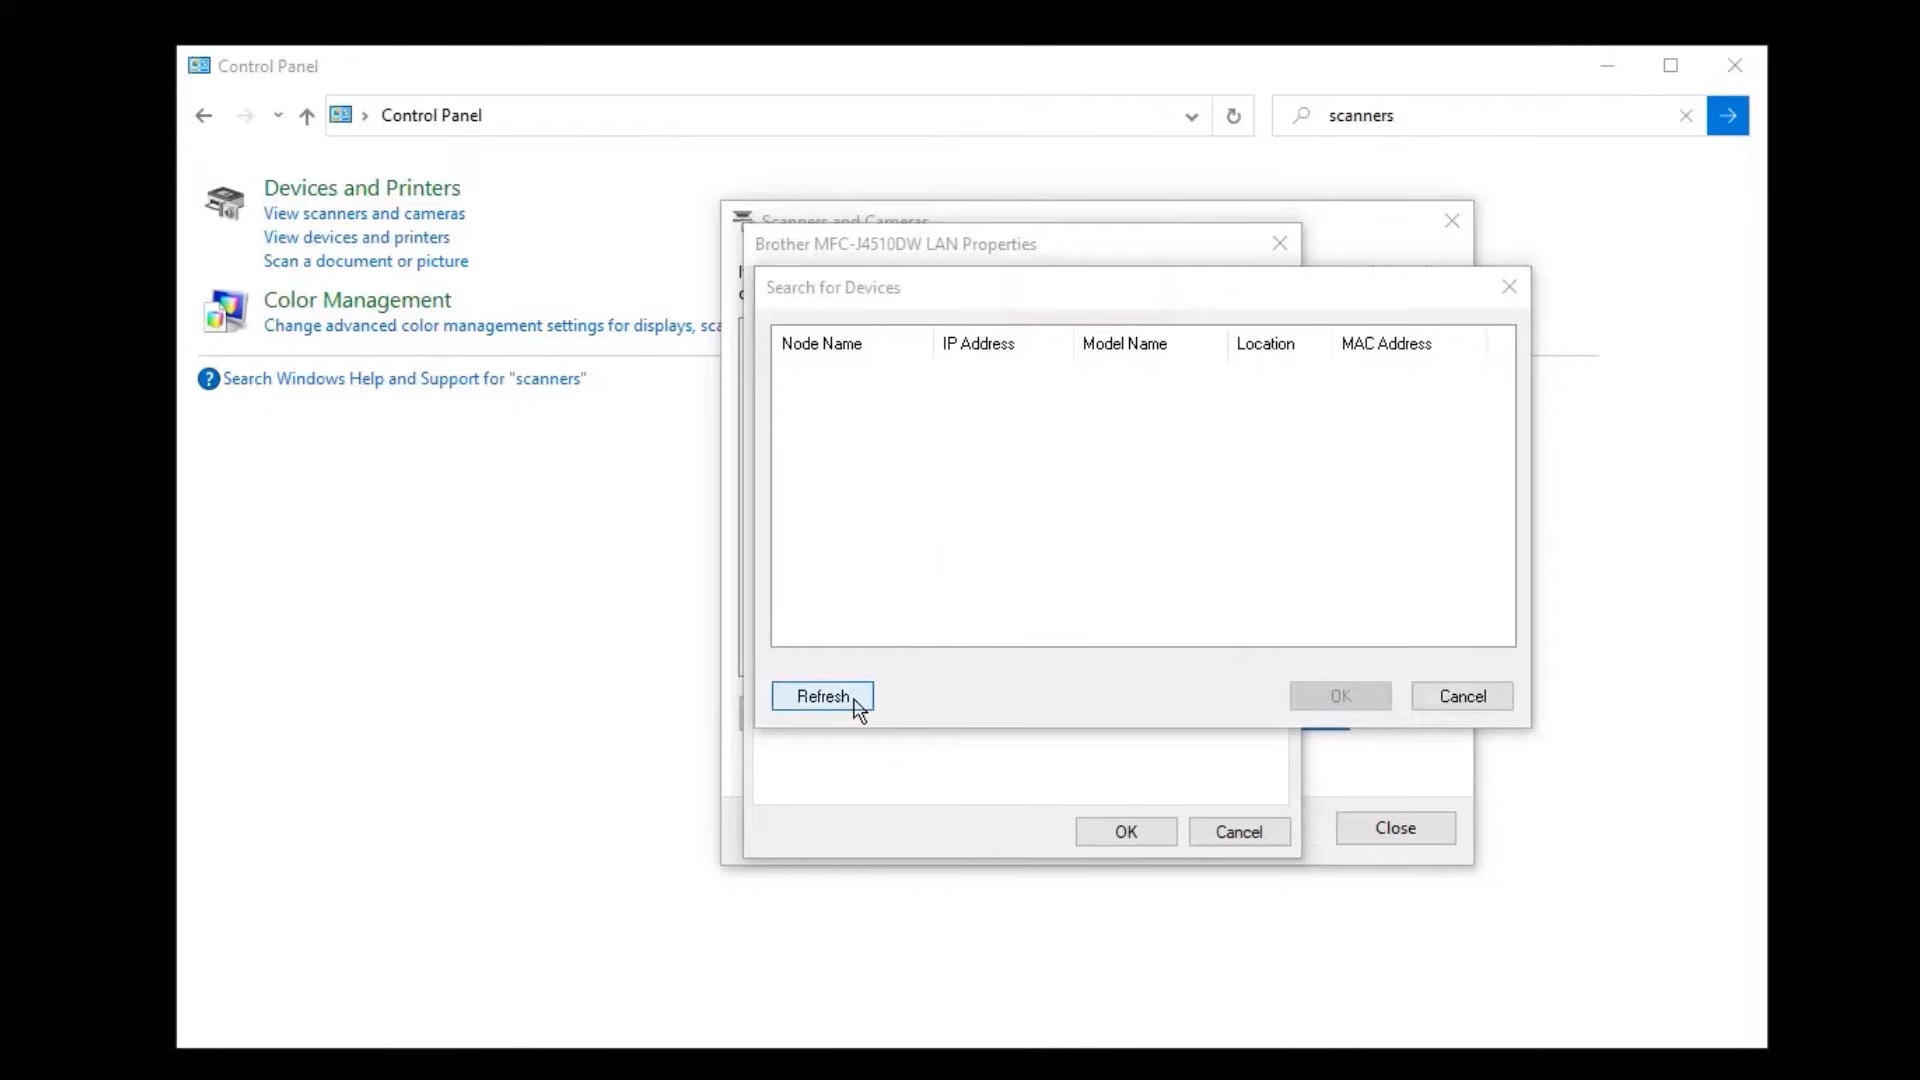 Control Panel
Control Panel
scanners
Devices and Printers
View scanners and cameras
View devices and printers
Scan a document or picture
Color Management
Change advanced color management settings for displays, sca
Search Windows Help and Support for "scanners"
Scanners and Cameras
Brother MFC-J4510DW LAN Properties
Search for Devices
Node Name IP Address Model Name Location MAC Address
Refresh OK Cancel
OK Cancel
Close